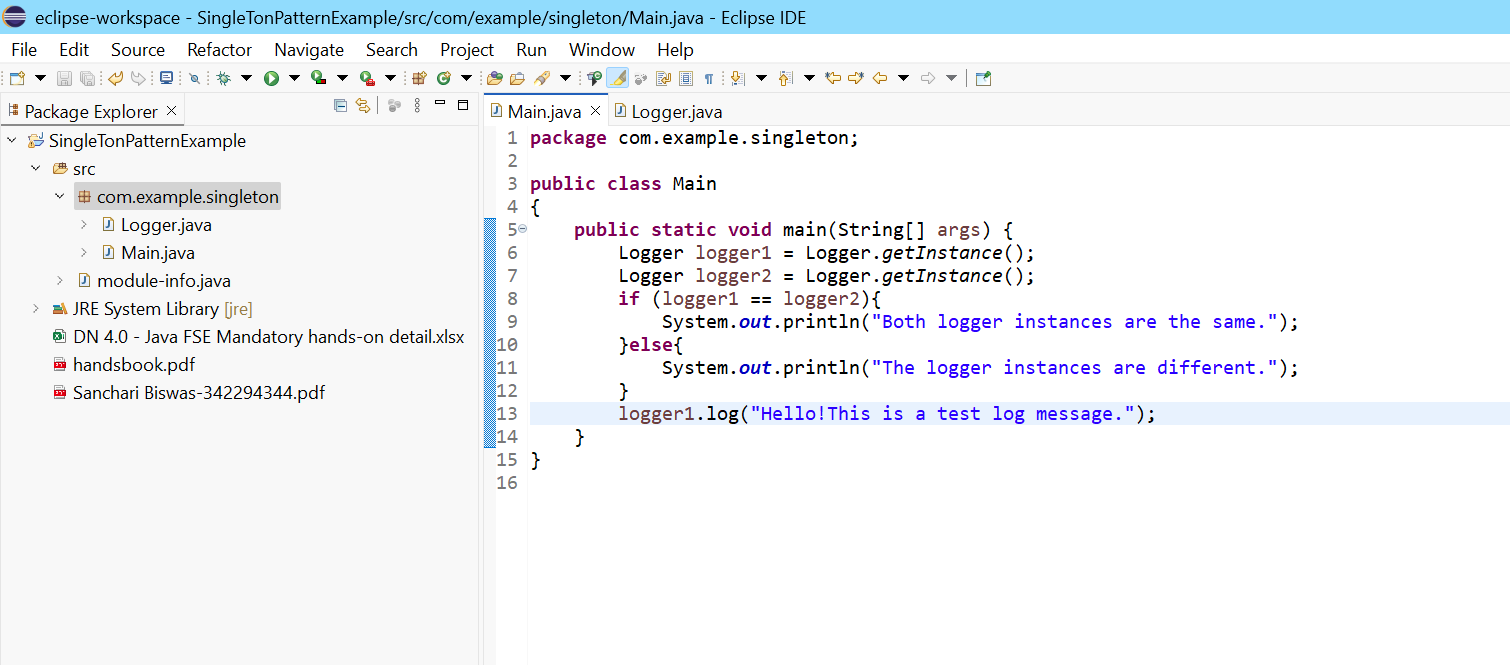 eclipse-workspace - SingleTonPatternExample/src/com/example/singleton/Main.java - Eclipse IDE
File Edit Source Refactor Navigate Search Project Run Window Help
Package Explorer
SingleTonPatternExample
src
com.example.singleton
Logger.java
Main.java
module-info.java
JRE System Library [jre]
DN 4.0 - Java FSE Mandatory hands-on detail.xlsx
handsbook.pdf
Sanchari Biswas-342294344.pdf
Main.java Logger.java
1 package com.example.singleton;
2
3 public class Main
4 {
5 public static void main(String[] args) {
6 Logger logger1 = Logger.getInstance();
7 Logger logger2 = Logger.getInstance();
8 if (logger1 == logger2){
9 System.out.println("Both logger instances are the same.");
10 }else{
11 System.out.println("The logger instances are different.");
12 }
13 logger1.log("Hello!This is a test log message.");
14 }
15 }
16